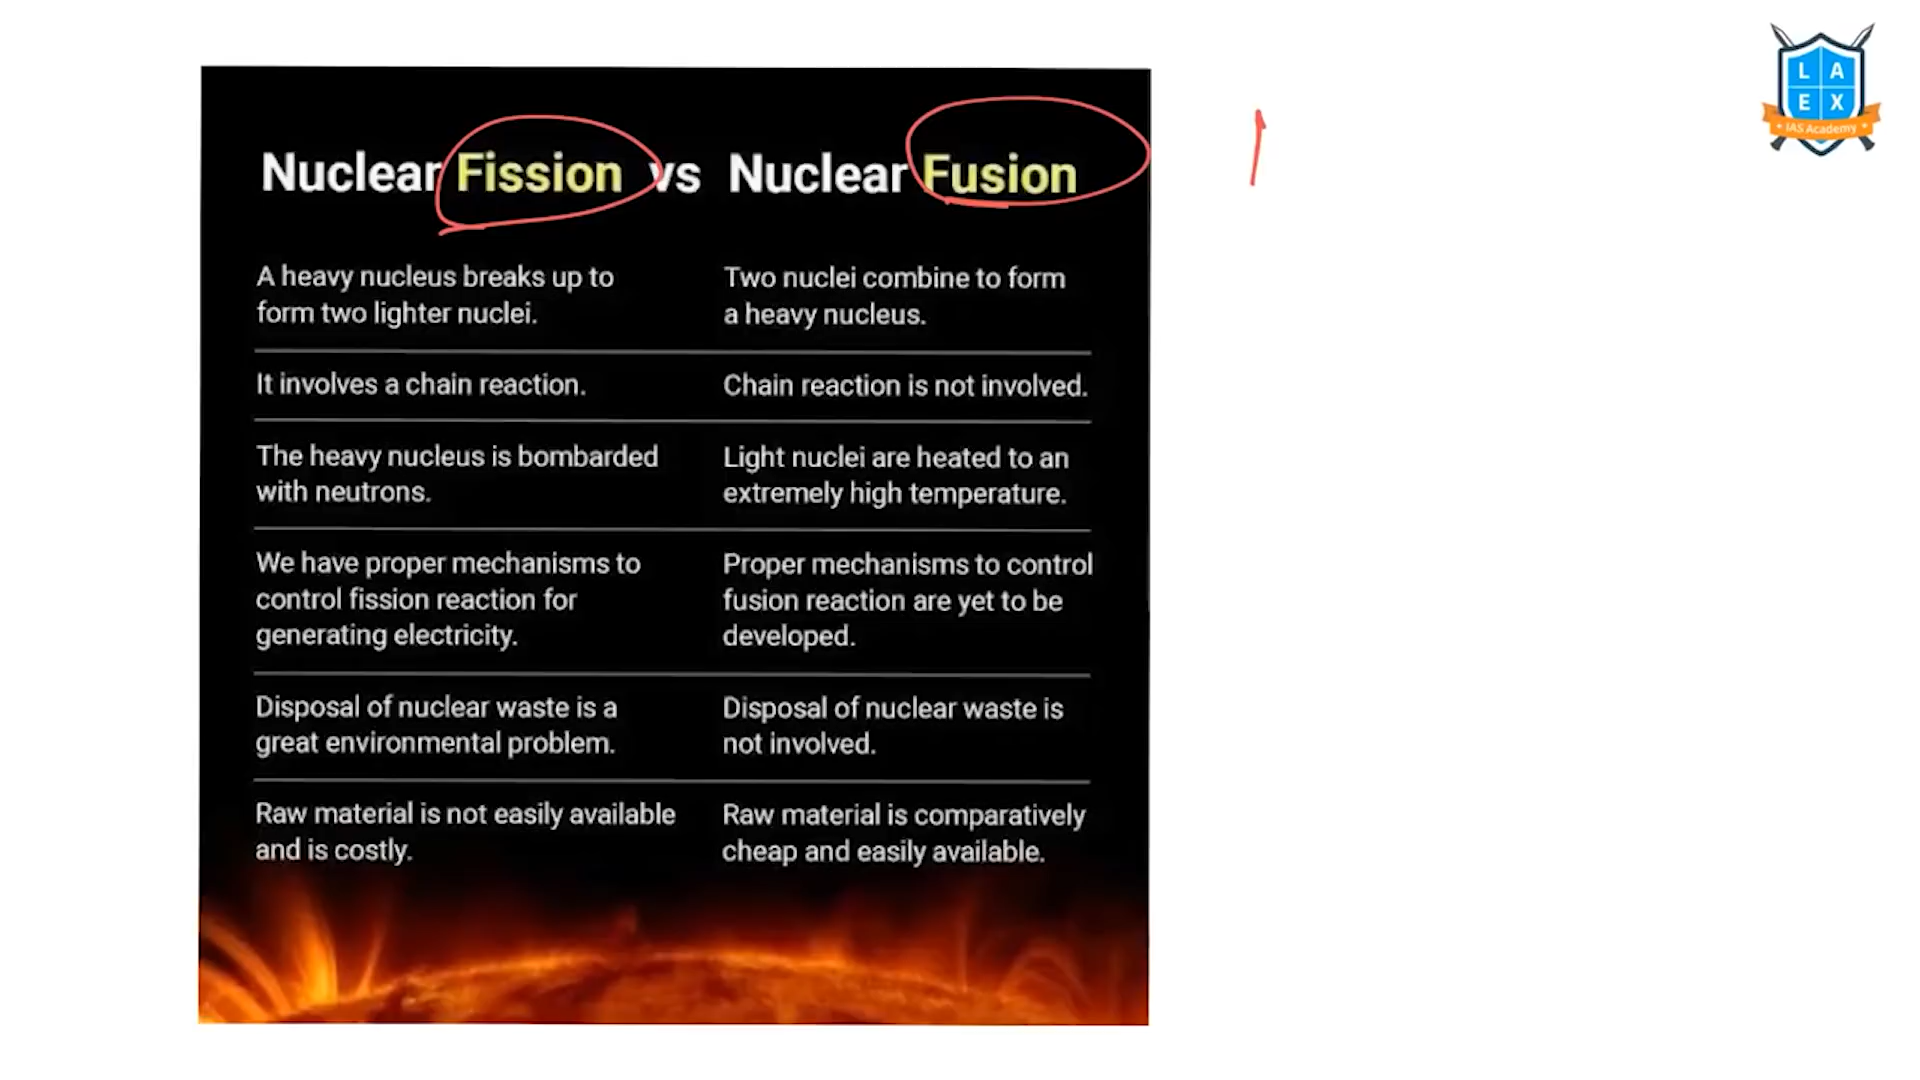 Nuclear Fission vs Nuclear Fusion
A heavy nucleus breaks up to
form two lighter nuclei.
Two nuclei combine to form
a heavy nucleus.
It involves a chain reaction.
Chain reaction is not involved.
The heavy nucleus is bombarded
with neutrons.
Light nuclei are heated to an
extremely high temperature.
We have proper mechanisms to
control fission reaction for
generating electricity.
Proper mechanisms to control
fusion reaction are yet to be
developed.
Disposal of nuclear waste is a
great environmental problem.
Disposal of nuclear waste is
not involved.
Raw material is not easily available
and is costly.
Raw material is comparatively
cheap and easily available.
L A
E X
IAS Academy